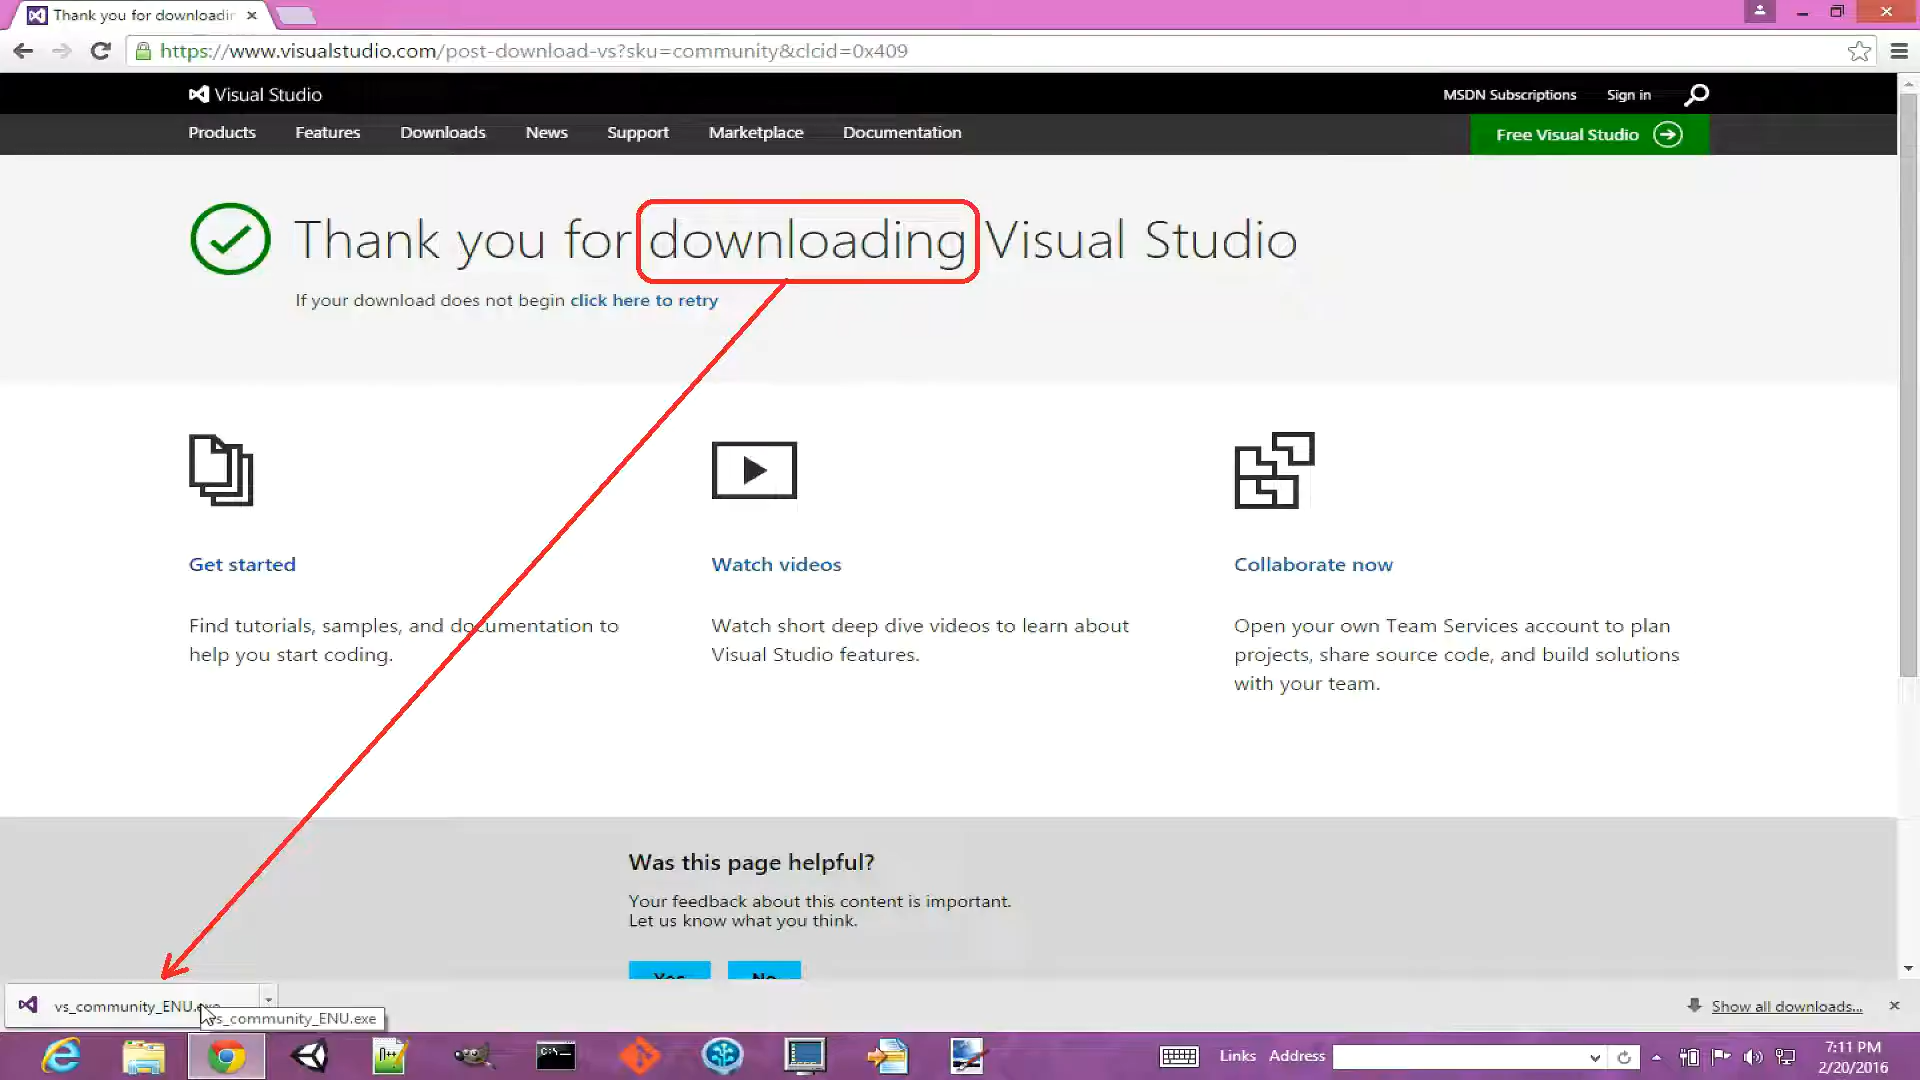 Thank you for downloadin
https://www.visualstudio.com/post-download-vs?sku=community&clcid=0x409
Visual Studio
MSDN Subscriptions
Sign in
Products
Features
Downloads
News
Support
Marketplace
Documentation
Free Visual Studio
Thank you for downloading Visual Studio
If your download does not begin click here to retry
Get started
Watch videos
Collaborate now
Find tutorials, samples, and documentation to
help you start coding.
Watch short deep dive videos to learn about
Visual Studio features.
Open your own Team Services account to plan
projects, share source code, and build solutions
with your team.
Was this page helpful?
Your feedback about this content is important.
Let us know what you think.
Yes
No
vs_community_ENU.exe
vs_community_ENU.exe
Show all downloads...
Links
Address
7:11 PM
2/20/2016